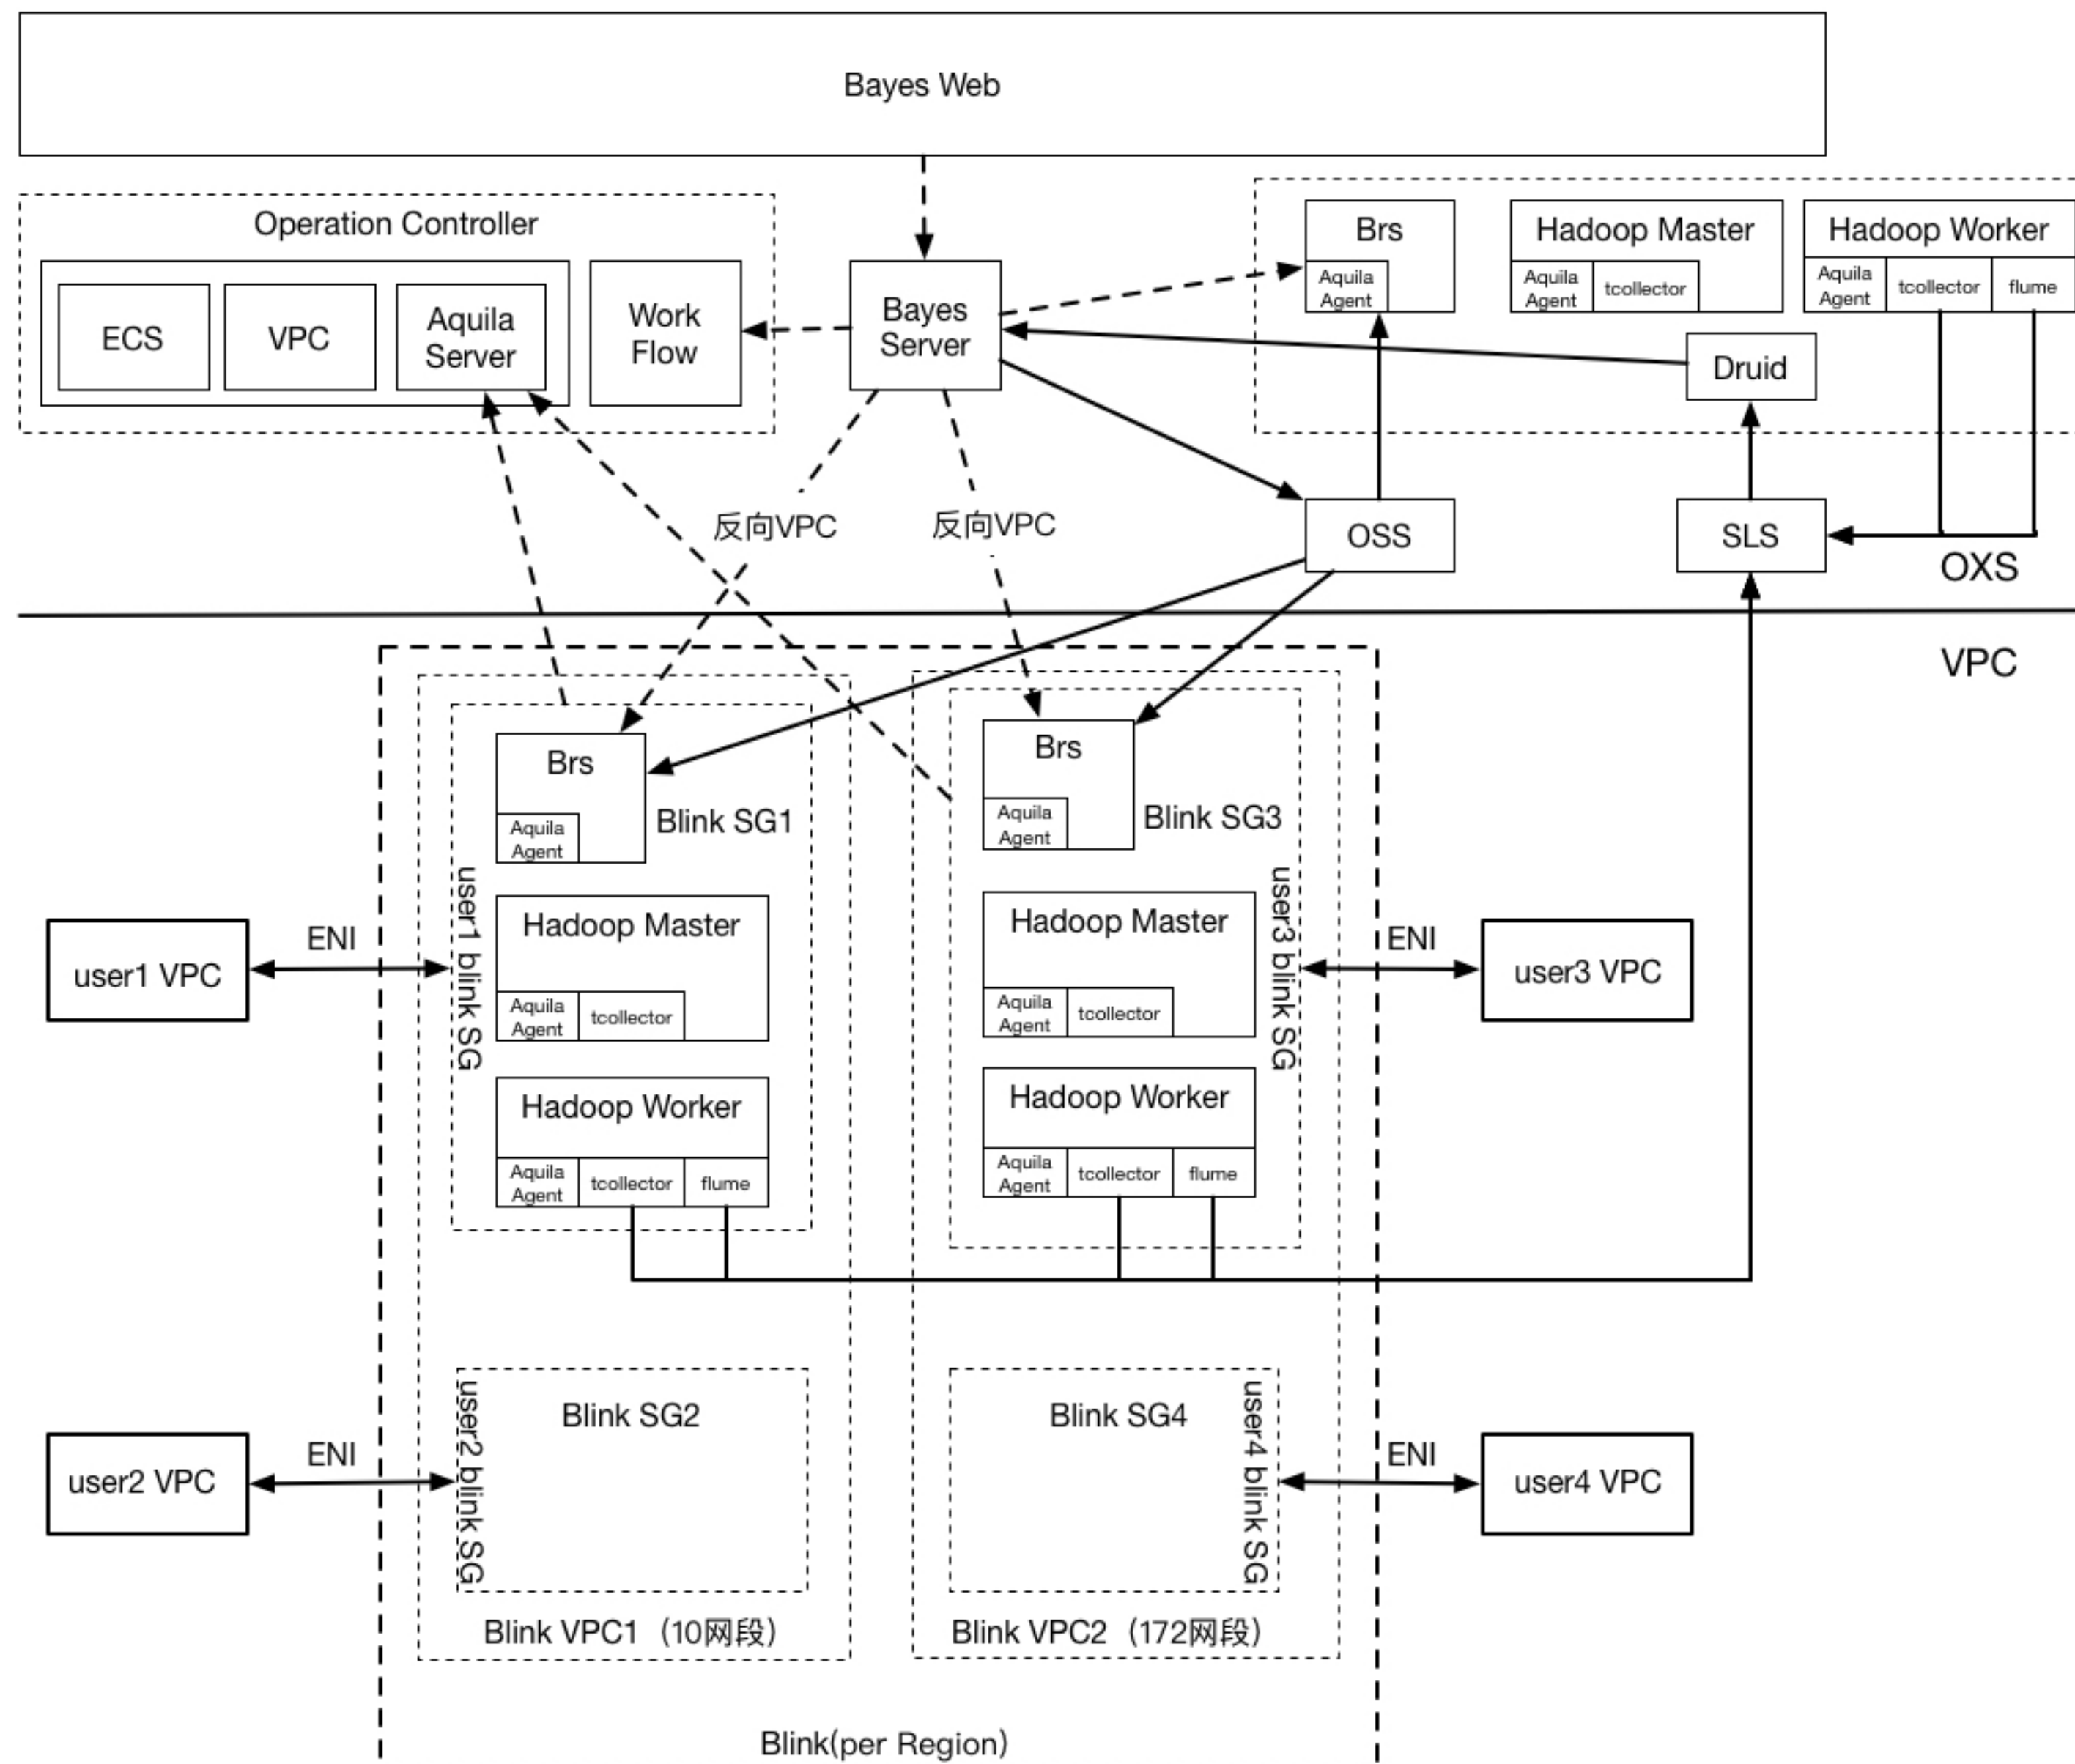 Bayes Web
Operation Controller
ECS
VPC
Aquila
Server
Work
Flow
Bayes
Server
Brs
Aquila
Agent
Hadoop Master
Aquila
Agent
tcollector
Hadoop Worker
Aquila
Agent
tcollector
flume
Druid
反向VPC
反向VPC
OSS
SLS
OXS
VPC
Brs
Aquila
Agent
Blink SG1
user1 blink SG
Hadoop Master
Aquila
Agent
tcollector
Hadoop Worker
Aquila
Agent
tcollector
flume
Brs
Aquila
Agent
Blink SG3
user3 blink SG
Hadoop Master
Aquila
Agent
tcollector
Hadoop Worker
Aquila
Agent
tcollector
flume
user1 VPC
ENI
ENI
user3 VPC
user2 VPC
ENI
user2 blink SG
Blink SG2
Blink SG4
user4 blink SG
ENI
user4 VPC
Blink VPC1（10网段）
Blink VPC2（172网段）
Blink(per Region)